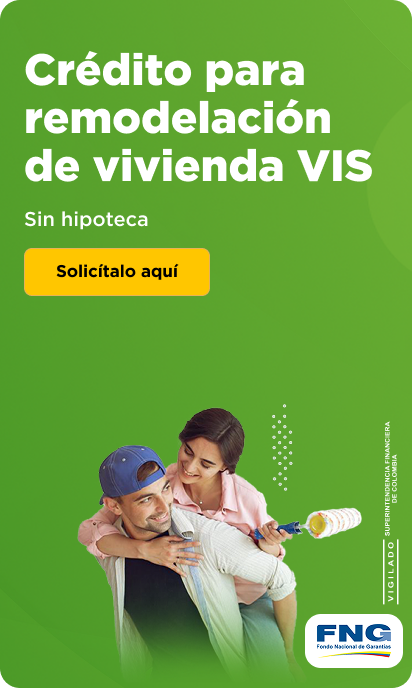 Crédito para
remodelación
de vivienda VIS
Sin hipoteca
Solicítalo aquí
VIGILADO
SUPERINTENDENCIA FINANCIERA
DE COLOMBIA
FNG
Fondo Nacional de Garantías